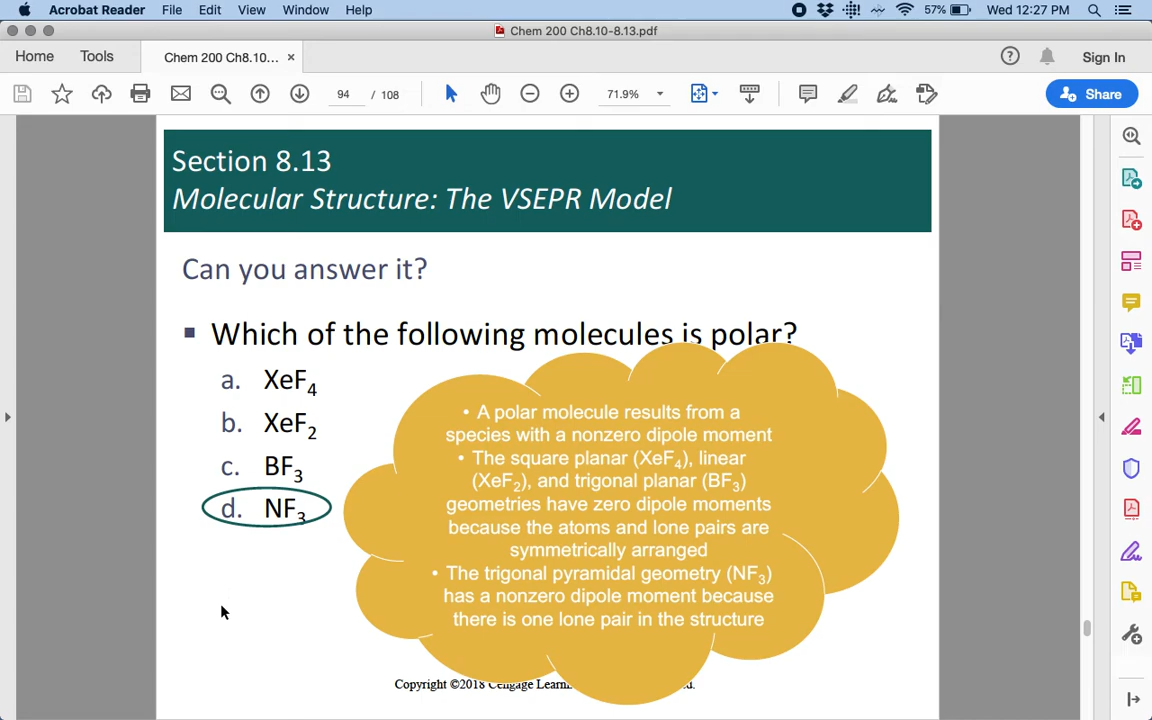 Acrobat Reader File Edit View Window Help 57% Wed 12:27 PM
Chem 200 Ch8.10-8.13.pdf
Home Tools Chem 200 Ch8.10... × Sign In
94 / 108 71.9% Share
Section 8.13
Molecular Structure: The VSEPR Model
Can you answer it?
▪ Which of the following molecules is polar?
a. XeF4
b. XeF2
c. BF3
d. NF3
• A polar molecule results from a
species with a nonzero dipole moment
• The square planar (XeF4), linear
(XeF2), and trigonal planar (BF3)
geometries have zero dipole moments
because the atoms and lone pairs are
symmetrically arranged
• The trigonal pyramidal geometry (NF3)
has a nonzero dipole moment because
there is one lone pair in the structure
Copyright ©2018 Cengage Learn